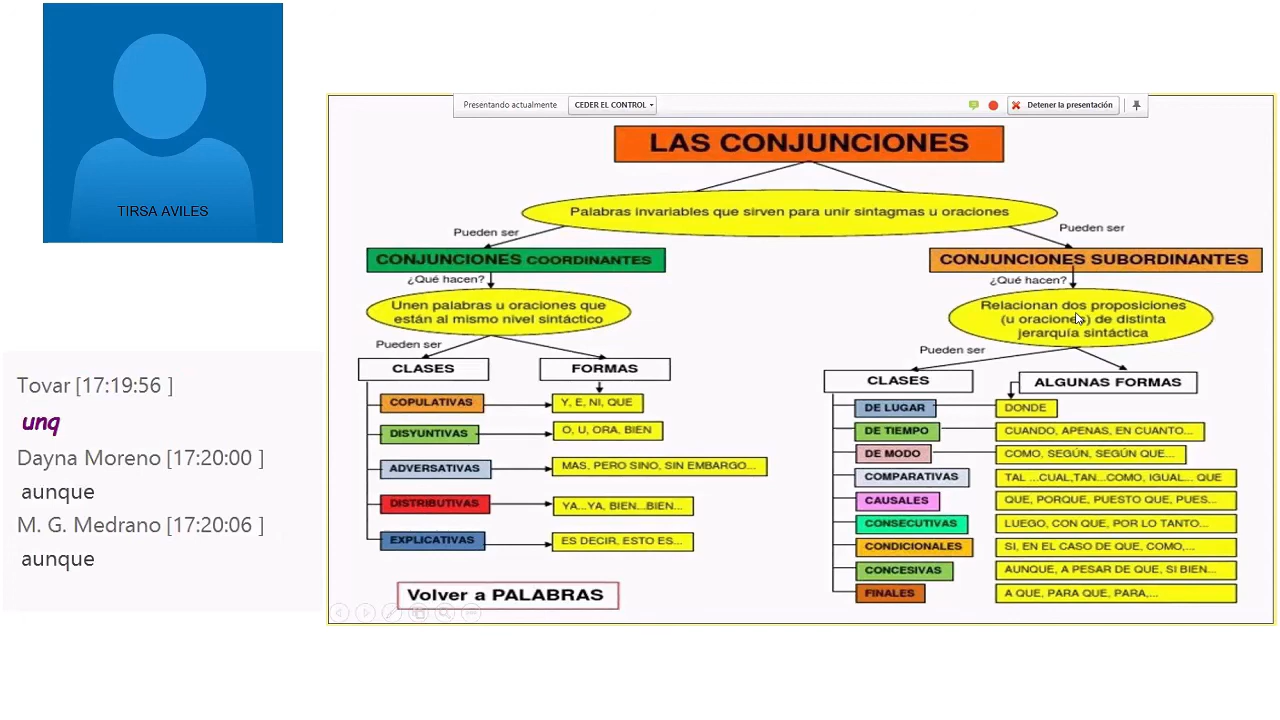 TIRSA AVILES
Tovar [17:19:56 ]
unq
Dayna Moreno [17:20:00 ]
aunque
M. G. Medrano [17:20:06 ]
aunque
Presentando actualmente
CEDER EL CONTROL
Detener la presentación
LAS CONJUNCIONES
Palabras invariables que sirven para unir sintagmas u oraciones
Pueden ser
Pueden ser
CONJUNCIONES COORDINANTES
¿Qué hacen?
Unen palabras u oraciones que
están al mismo nivel sintáctico
Pueden ser
CLASES
FORMAS
COPULATIVAS
Y, E, NI, QUE
DISYUNTIVAS
O, U, ORA, BIEN
ADVERSATIVAS
MAS, PERO SINO, SIN EMBARGO...
DISTRIBUTIVAS
YA...YA, BIEN...BIEN...
EXPLICATIVAS
ES DECIR, ESTO ES...
Volver a PALABRAS
CONJUNCIONES SUBORDINANTES
¿Qué hacen?
Relacionan dos proposiciones
(u oraciones) de distinta
jerarquía sintáctica
Pueden ser
CLASES
ALGUNAS FORMAS
DE LUGAR
DONDE
DE TIEMPO
CUANDO, APENAS, EN CUANTO...
DE MODO
COMO, SEGÚN, SEGÚN QUE...
COMPARATIVAS
TAL ...CUAL,TAN...COMO, IGUAL... QUE
CAUSALES
QUE, PORQUE, PUESTO QUE, PUES...
CONSECUTIVAS
LUEGO, CON QUE, POR LO TANTO...
CONDICIONALES
SI, EN EL CASO DE QUE, COMO,...
CONCESIVAS
AUNQUE, A PESAR DE QUE, SI BIEN...
FINALES
A QUE, PARA QUE, PARA,...